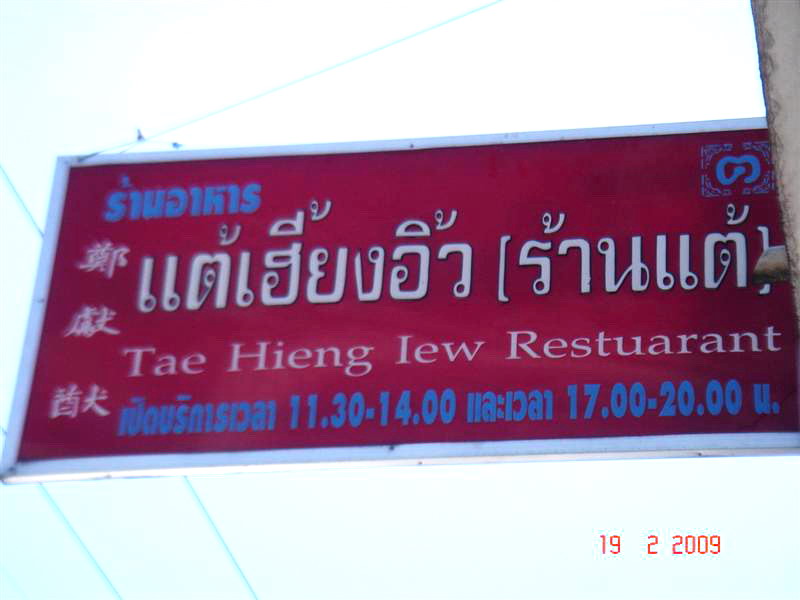 ร้านอาหาร
๓
แต้เฮี้ยงอิ้ว [ร้านแต้]
鄭
獻
猷
Tae Hieng Iew Restuarant
เปิดบริการเวลา 11.30-14.00 และเวลา 17.00-20.00 น.
19 2 2009